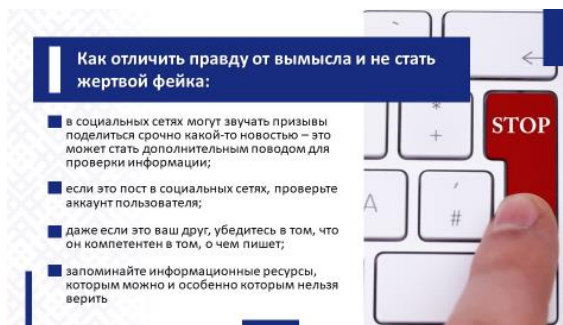 Как отличить правду от вымысла и не стать
жертвой фейка:
в социальных сетях могут звучать призывы
поделиться срочно какой-то новостью – это
может стать дополнительным поводом для
проверки информации;
если это пост в социальных сетях, проверьте
аккаунт пользователя;
даже если это ваш друг, убедитесь в том, что
он компетентен в том, о чем пишет;
запоминайте информационные ресурсы,
которым можно и особенно которым нельзя
верить
*
+
STOP
A
'
#